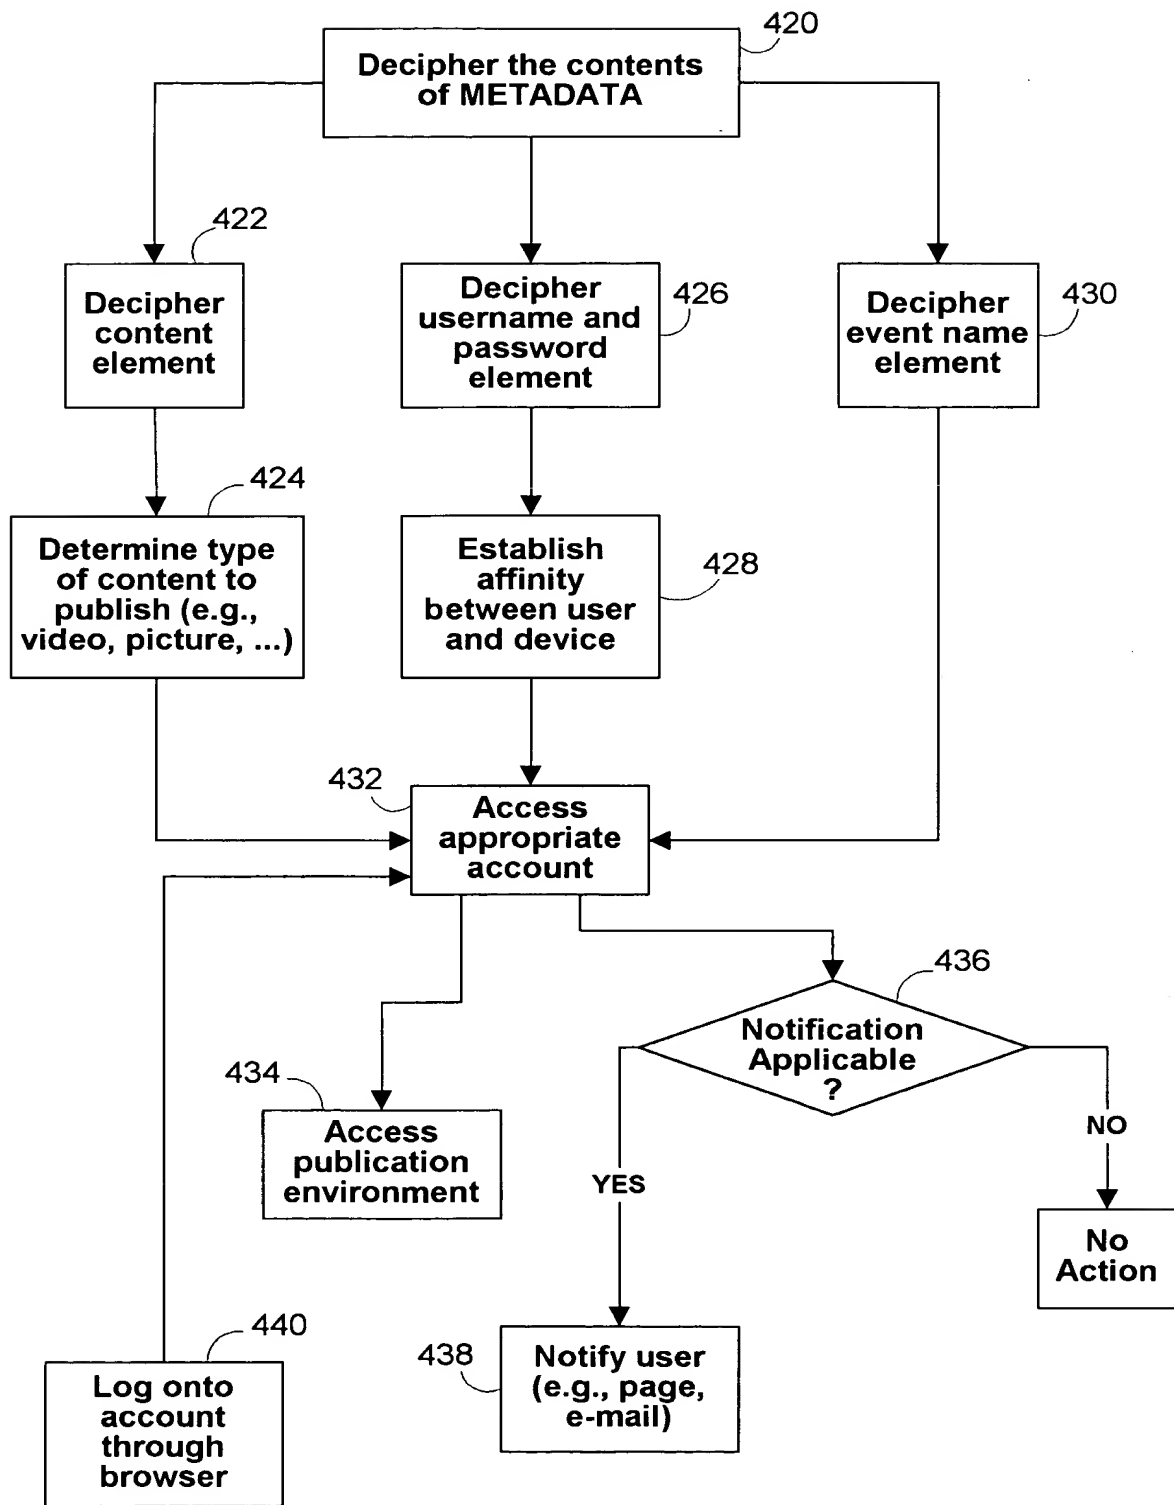 420
Decipher the contents
of METADATA
422
Decipher
content
element
Decipher
username and
password
element
426
Decipher
event name
element
430
424
Determine type
of content to
publish (e.g.,
video, picture, ...)
Establish
affinity
between user
and device
428
432
Access
appropriate
account
436
Notification
Applicable
?
434
Access
publication
environment
YES
NO
No
Action
440
Log onto
account
through
browser
438
Notify user
(e.g., page,
e-mail)